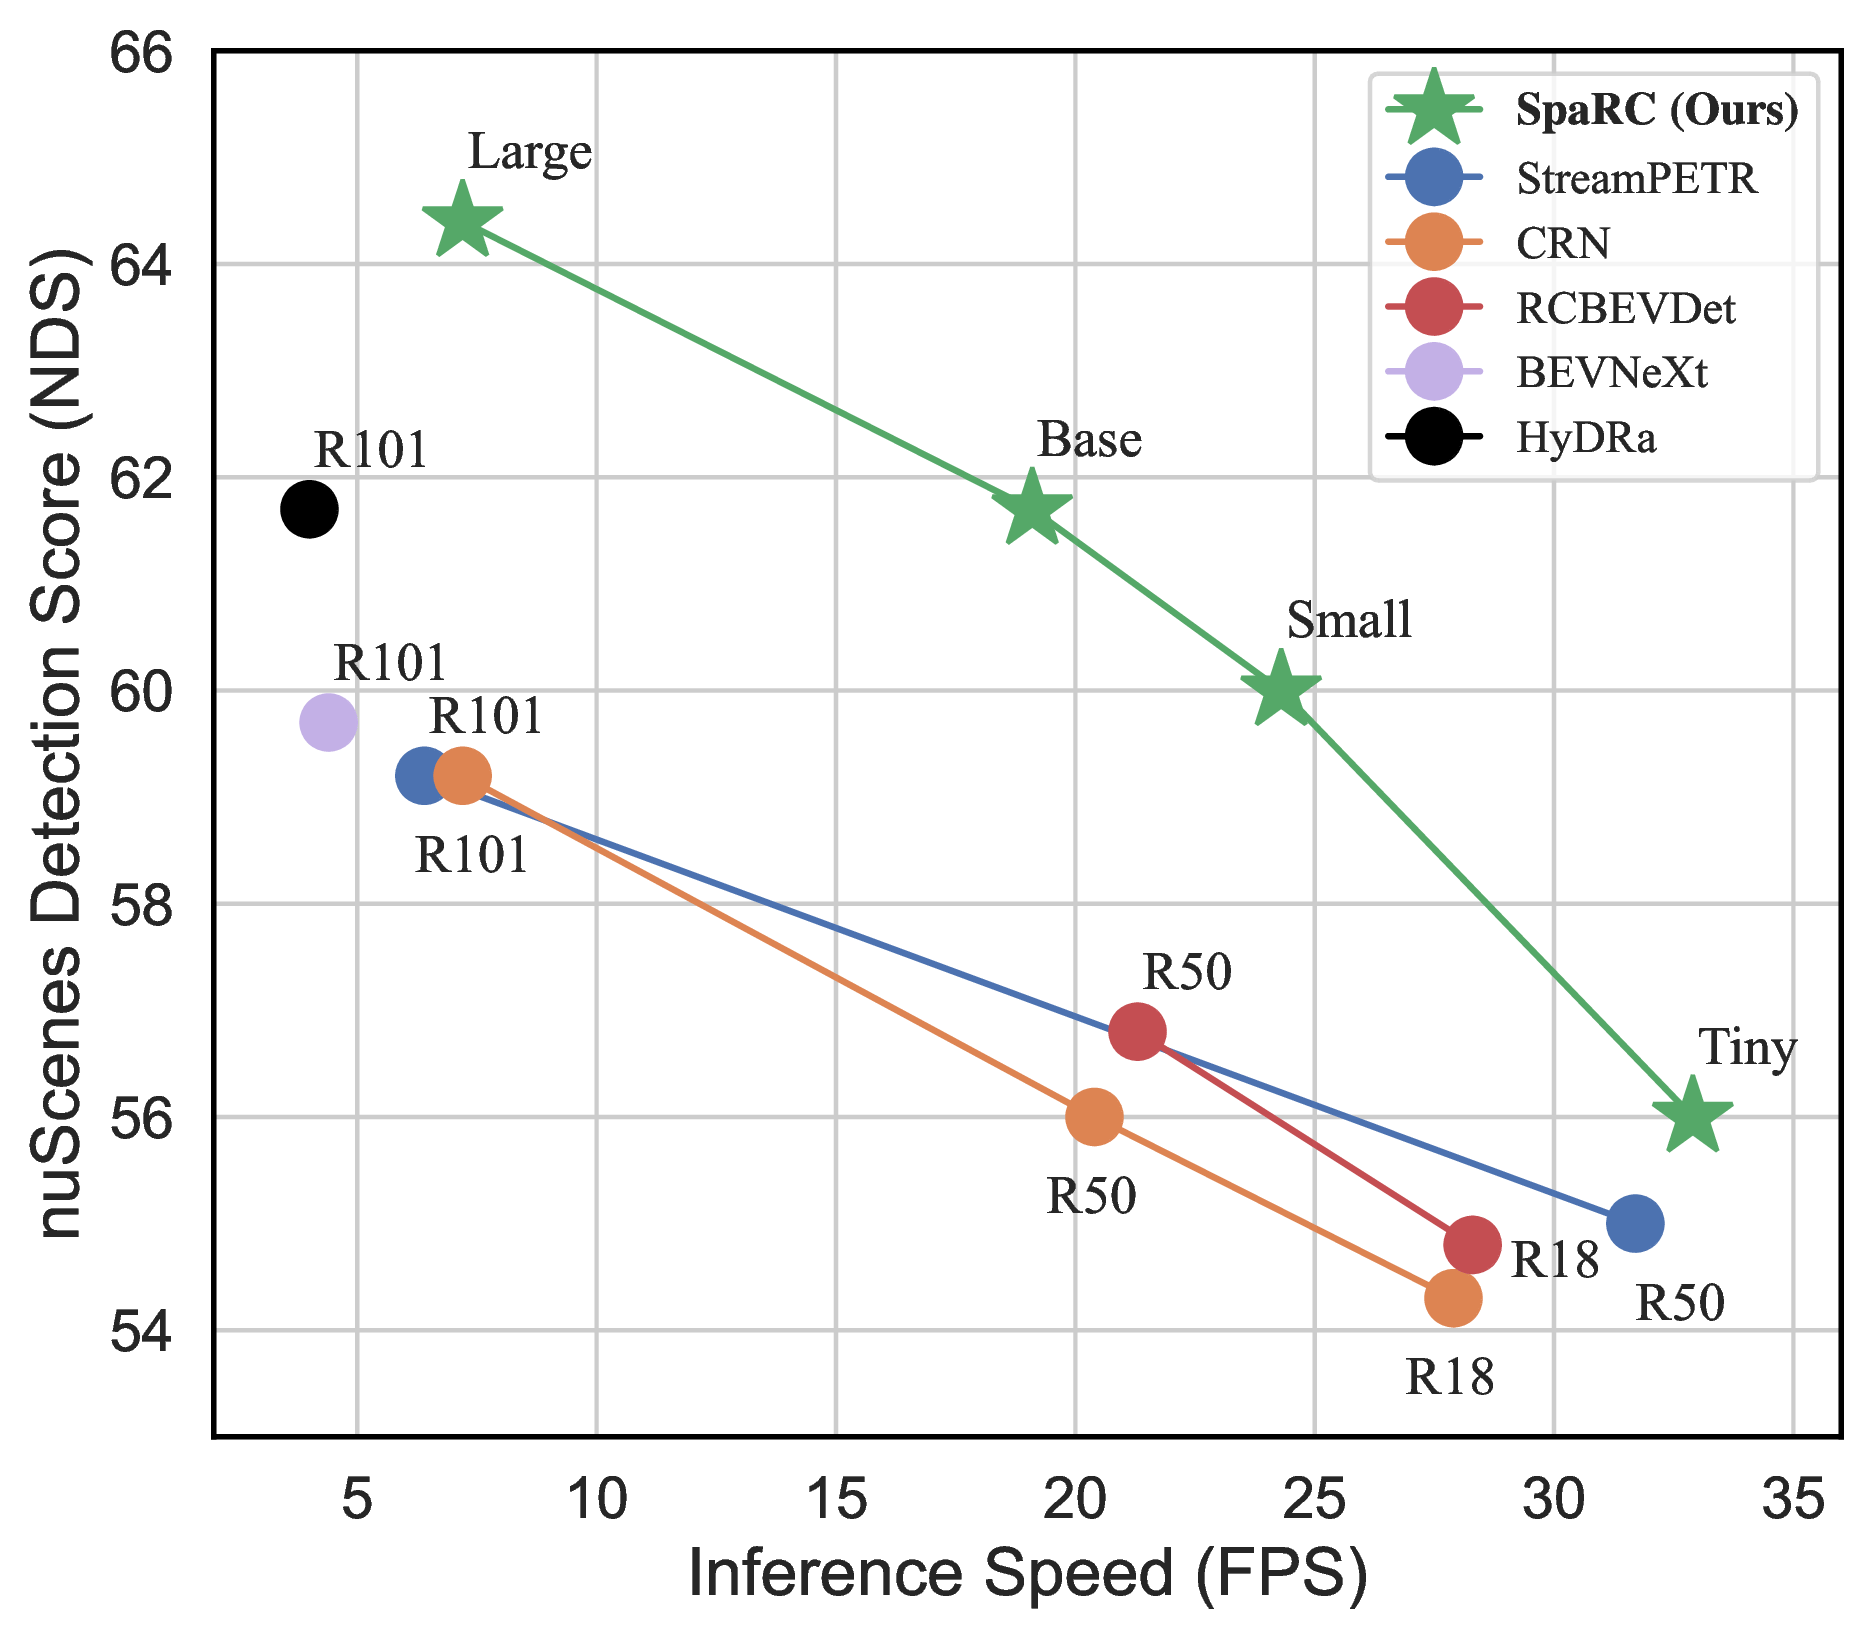 66
64
62
60
58
56
54
nuScenes Detection Score (NDS)
SpaRC (Ours)
StreamPETR
CRN
RCBEVDet
BEVNeXt
HyDRa
Large
Base
R101
Small
R101
R101
R101
R50
Tiny
R50
R18
R50
R18
5
10
15
20
25
30
35
Inference Speed (FPS)